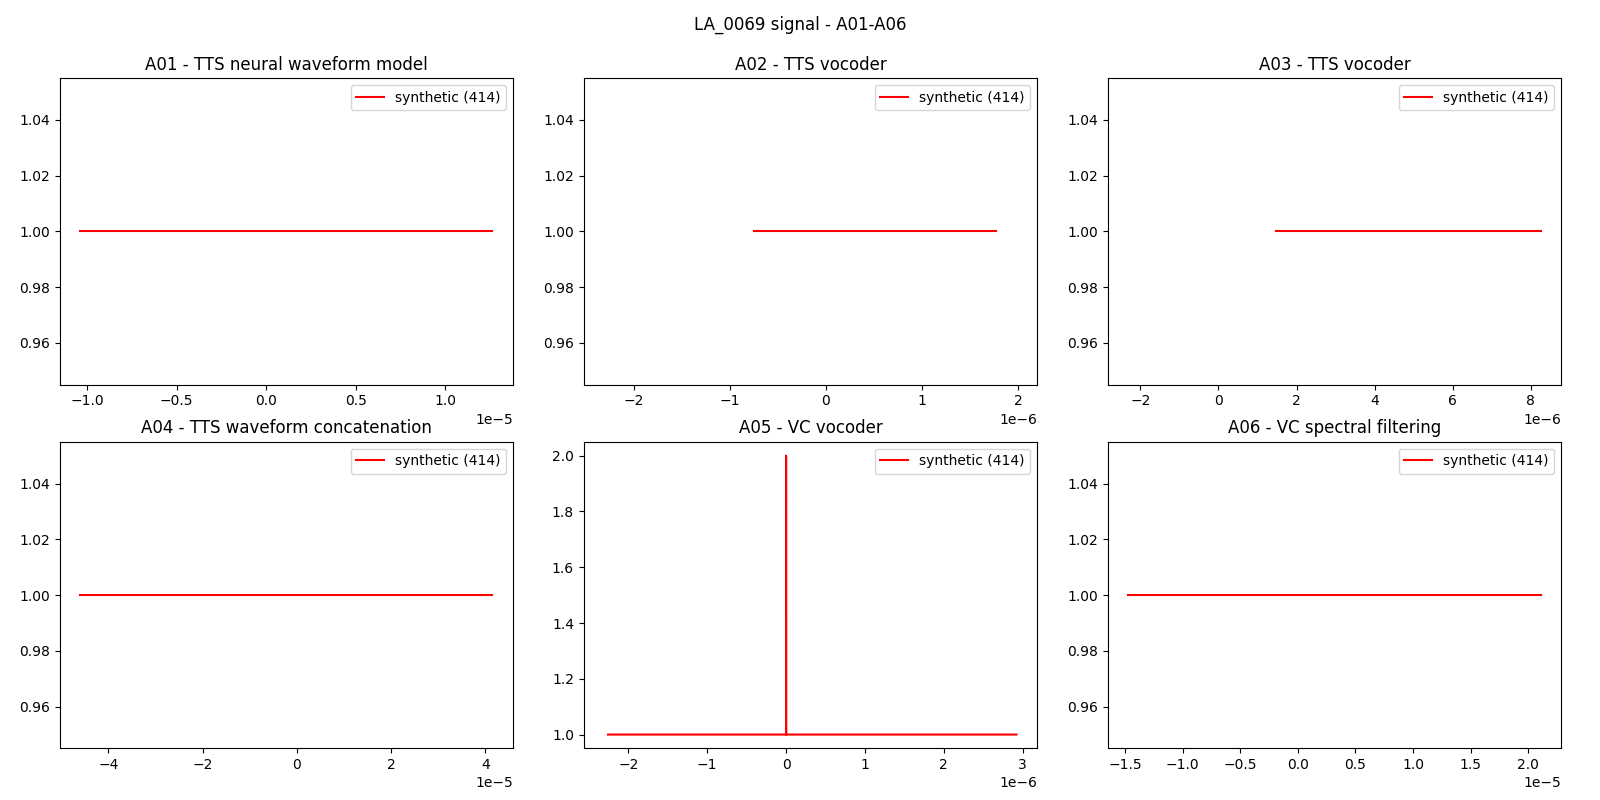 LA_0069 signal - A01-A06
A01 - TTS neural waveform model
synthetic (414)
1.04
1.02
1.00
0.98
0.96
−1.0 −0.5 0.0 0.5 1.0
1e−5
A02 - TTS vocoder
synthetic (414)
1.04
1.02
1.00
0.98
0.96
−2 −1 0 1 2
1e−6
A03 - TTS vocoder
synthetic (414)
1.04
1.02
1.00
0.98
0.96
−2 0 2 4 6 8
1e−6
A04 - TTS waveform concatenation
synthetic (414)
1.04
1.02
1.00
0.98
0.96
−4 −2 0 2 4
1e−5
A05 - VC vocoder
synthetic (414)
2.0
1.8
1.6
1.4
1.2
1.0
−2 −1 0 1 2 3
1e−6
A06 - VC spectral filtering
synthetic (414)
1.04
1.02
1.00
0.98
0.96
−1.5 −1.0 −0.5 0.0 0.5 1.0 1.5 2.0
1e−5